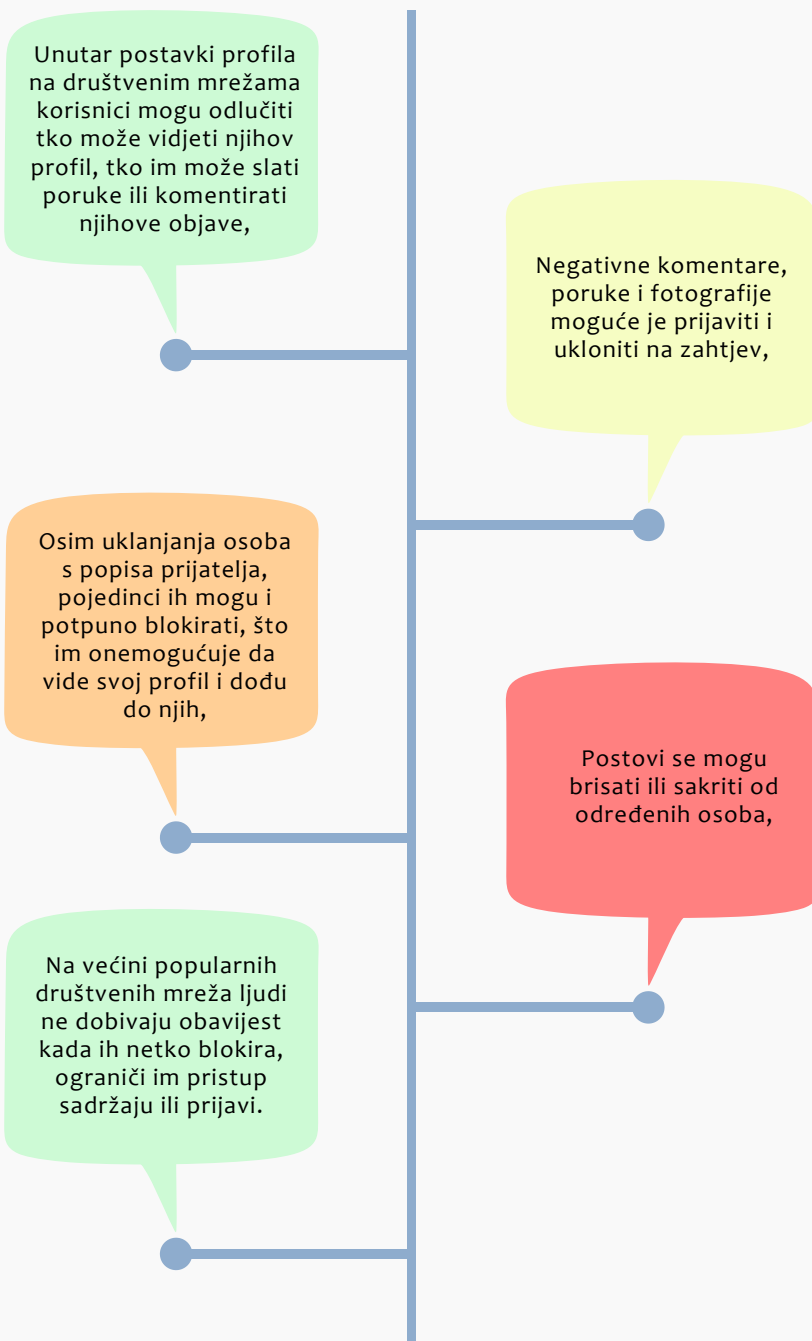 Unutar postavki profila
na društvenim mrežama
korisnici mogu odlučiti
tko može vidjeti njihov
profil, tko im može slati
poruke ili komentirati
njihove objave,
Negativne komentare,
poruke i fotografije
moguće je prijaviti i
ukloniti na zahtjev,
Osim uklanjanja osoba
s popisa prijatelja,
pojedinci ih mogu i
potpuno blokirati, što
im onemogućuje da
vide svoj profil i dođu
do njih,
Postovi se mogu
brisati ili sakriti od
određenih osoba,
Na većini popularnih
društvenih mreža ljudi
ne dobivaju obavijest
kada ih netko blokira,
ograniči im pristup
sadržaju ili prijavi.